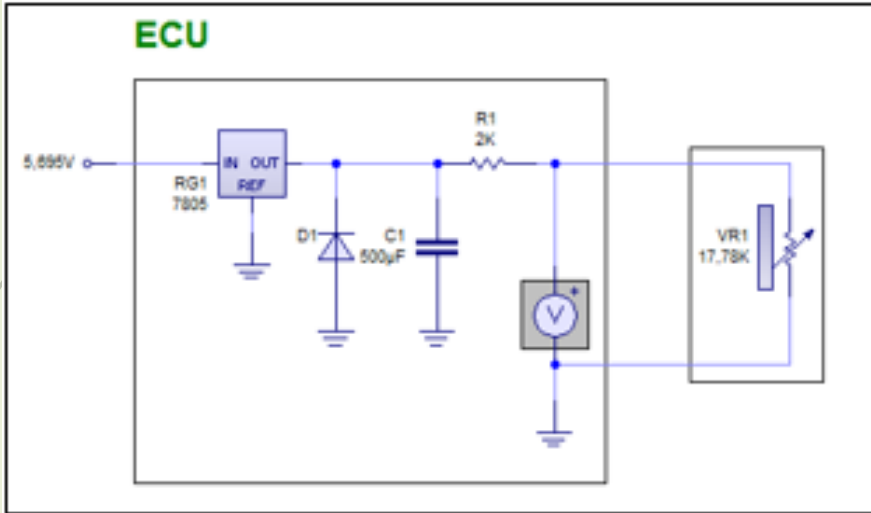 ECU
R1
2K
5,695V
IN OUT
REF
RG1
7805
D1
C1
500µF
V
+
VR1
17,78K